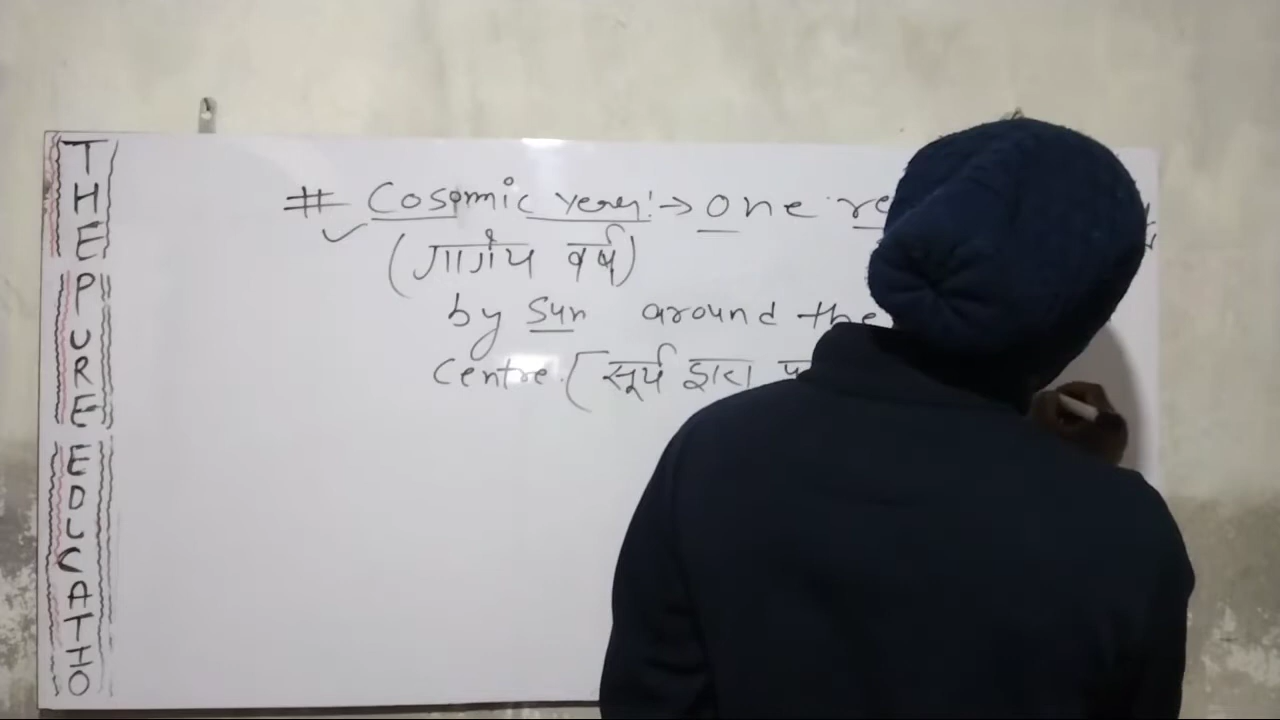 THE PURE EDUCATIO
# Cosomic year:→ one re
(गागंेय वर्ष)
by Sun around the
Centre. (सूर्य द्वारा प